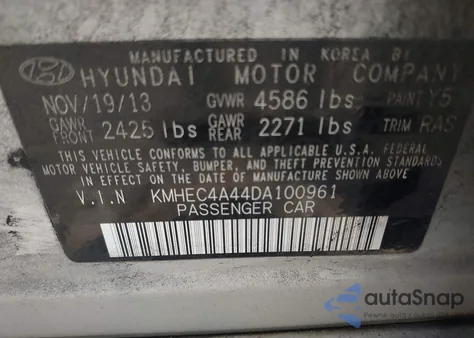 MANUFACTURED IN KOREA BY
HYUNDAI MOTOR COMPANY
NOV/19/13 GVWR 4586 lbs PAINT Y5
GAWR FRONT 2425 lbs GAWR REAR 2271 lbs TRIM RAS
THIS VEHICLE CONFORMS TO ALL APPLICABLE U.S.A. FEDERAL
MOTOR VEHICLE SAFETY, BUMPER, AND THEFT PREVENTION
STANDARDS IN EFFECT ON THE DATE OF MANUFACTURE SHOWN ABOVE.
V.I.N KMHEC4A44DA100961
PASSENGER CAR
autoSnap